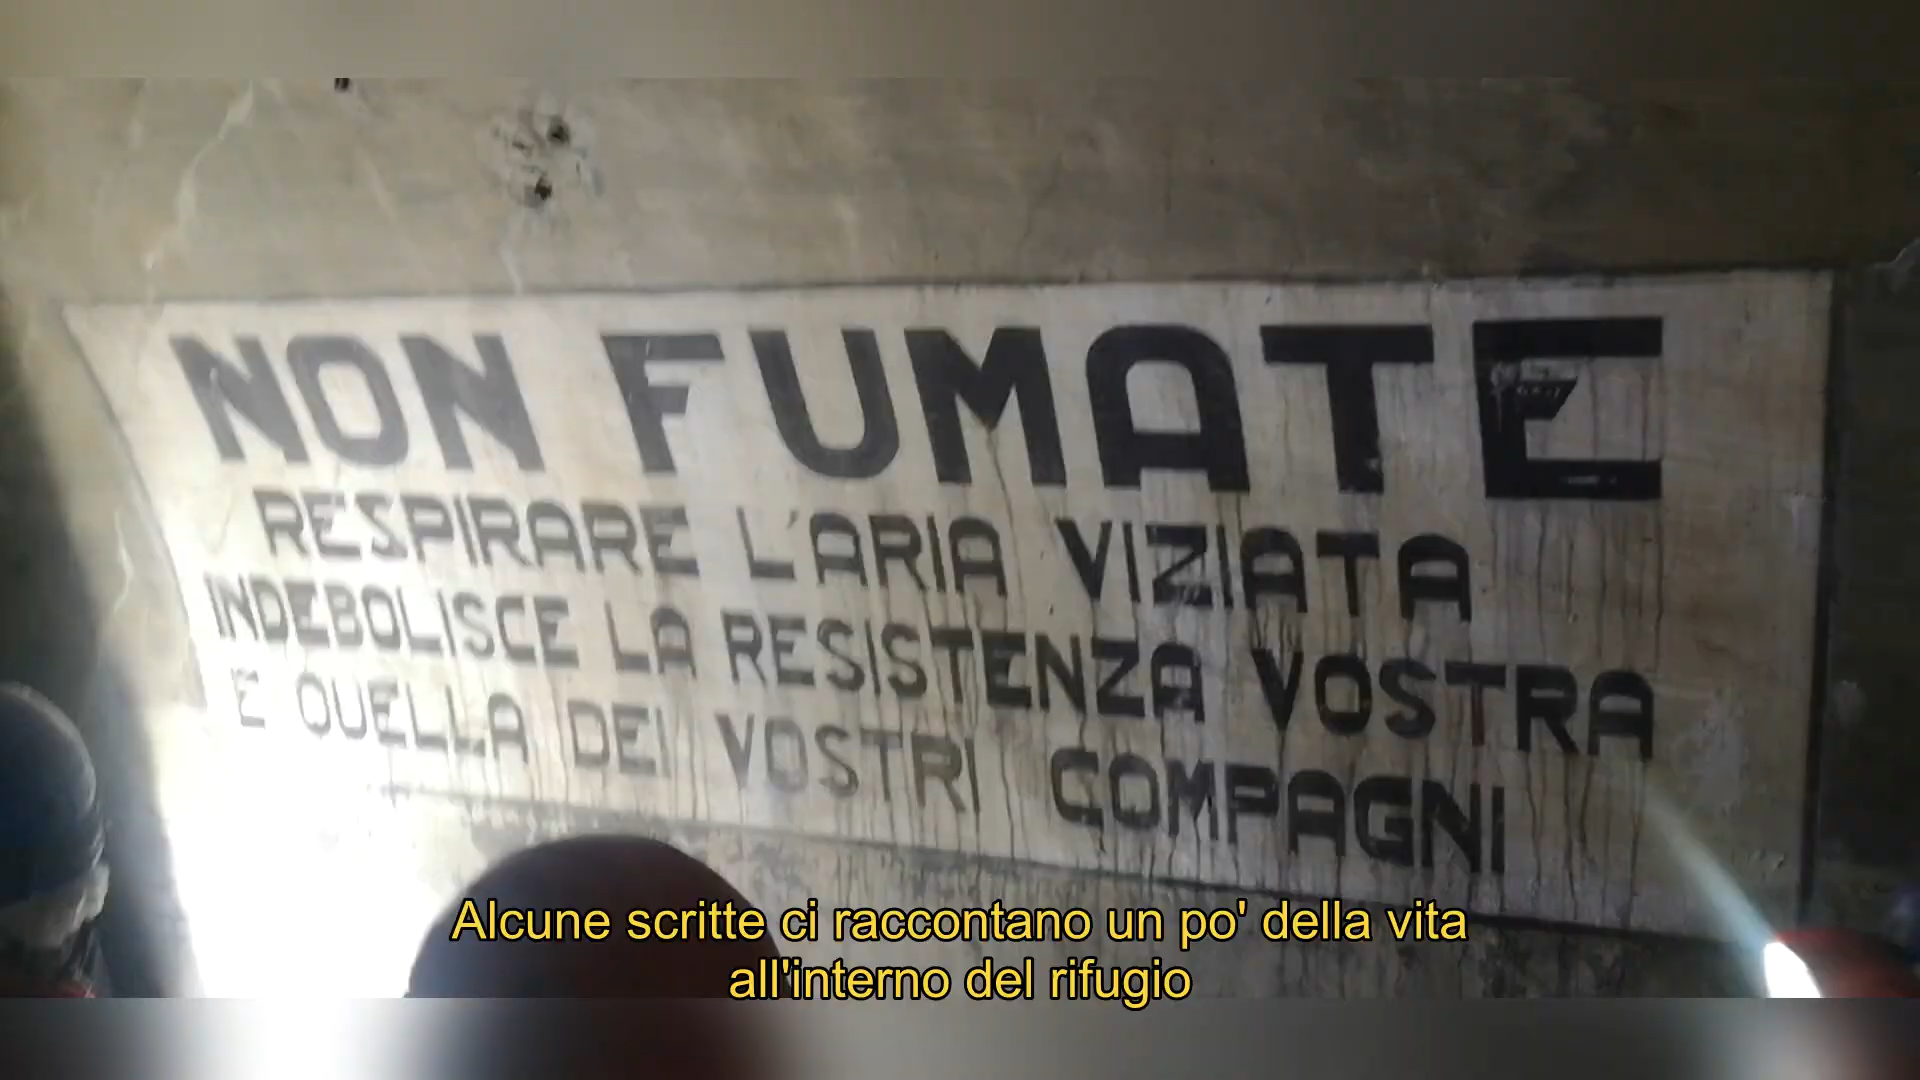 NON FUMATE
RESPIRARE L'ARIA VIZIATA
INDEBOLISCE LA RESISTENZA VOSTRA
E QUELLA DEI VOSTRI COMPAGNI
Alcune scritte ci raccontano un po' della vita
all'interno del rifugio